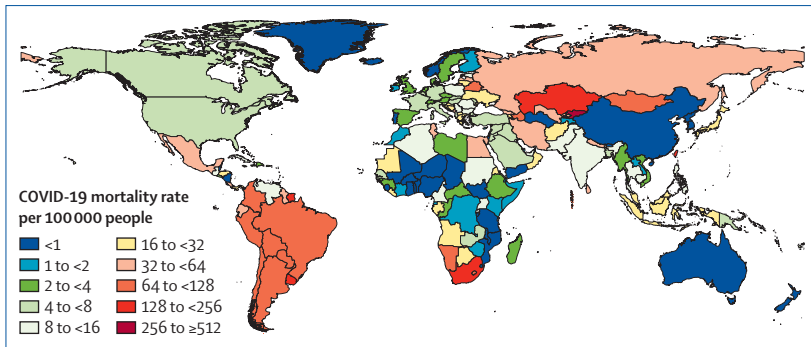 COVID-19 mortality rate
per 100 000 people
<1
1 to <2
2 to <4
4 to <8
8 to <16
16 to <32
32 to <64
64 to <128
128 to <256
256 to ≥512